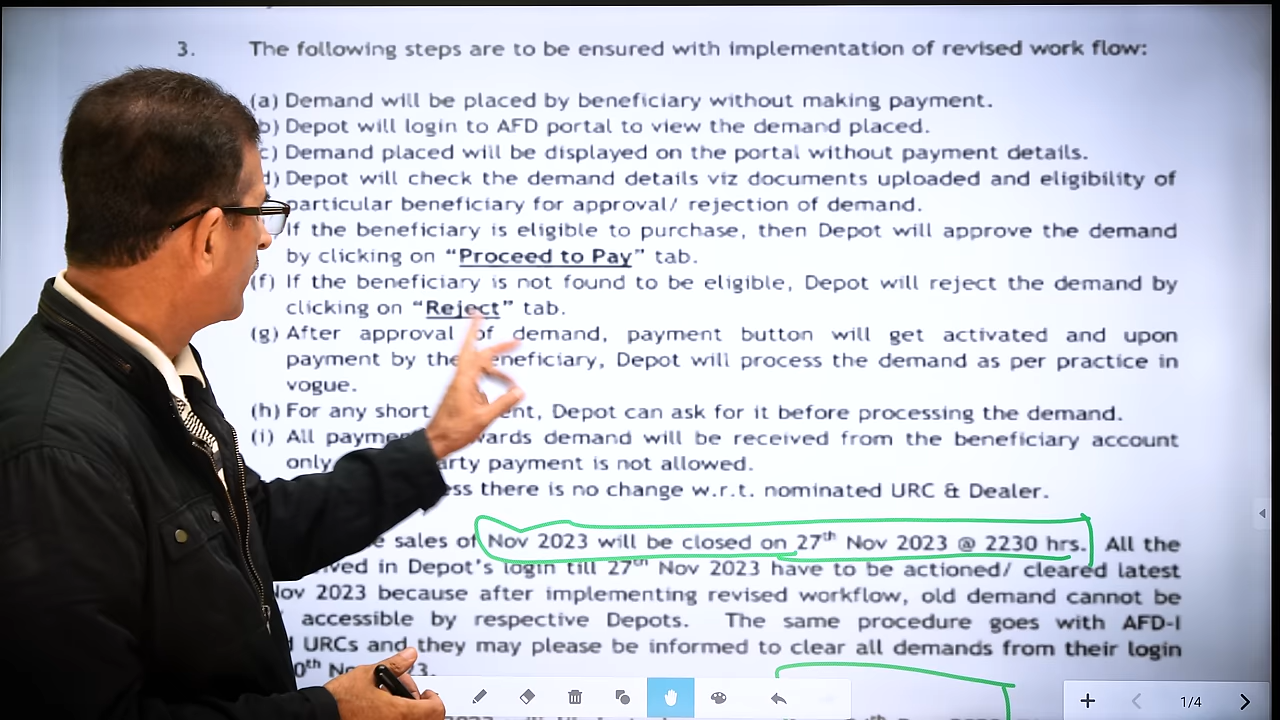 3. The following steps are to be ensured with implementation of revised work flow:
(a) Demand will be placed by beneficiary without making payment.
b) Depot will login to AFD portal to view the demand placed.
c) Demand placed will be displayed on the portal without payment details.
d) Depot will check the demand details viz documents uploaded and eligibility of
particular beneficiary for approval/ rejection of demand.
If the beneficiary is eligible to purchase, then Depot will approve the demand
by clicking on “Proceed to Pay” tab.
(f) If the beneficiary is not found to be eligible, Depot will reject the demand by
clicking on “Reject” tab.
(g) After approval of demand, payment button will get activated and upon
payment by the beneficiary, Depot will process the demand as per practice in
vogue.
(h) For any short, Depot can ask for it before processing the demand.
(i) All demand will be received from the beneficiary account
only payment is not allowed.
there is no change w.r.t. nominated URC & Dealer.
sales of Nov 2023 will be closed on 27th Nov 2023 @ 2230 hrs. All the
in Depot’s login till 27th Nov 2023 have to be actioned/ cleared latest
Nov 2023 because after implementing revised workflow, old demand cannot be
accessible by respective Depots. The same procedure goes with AFD-I
URCs and they may please be informed to clear all demands from their login
1/4